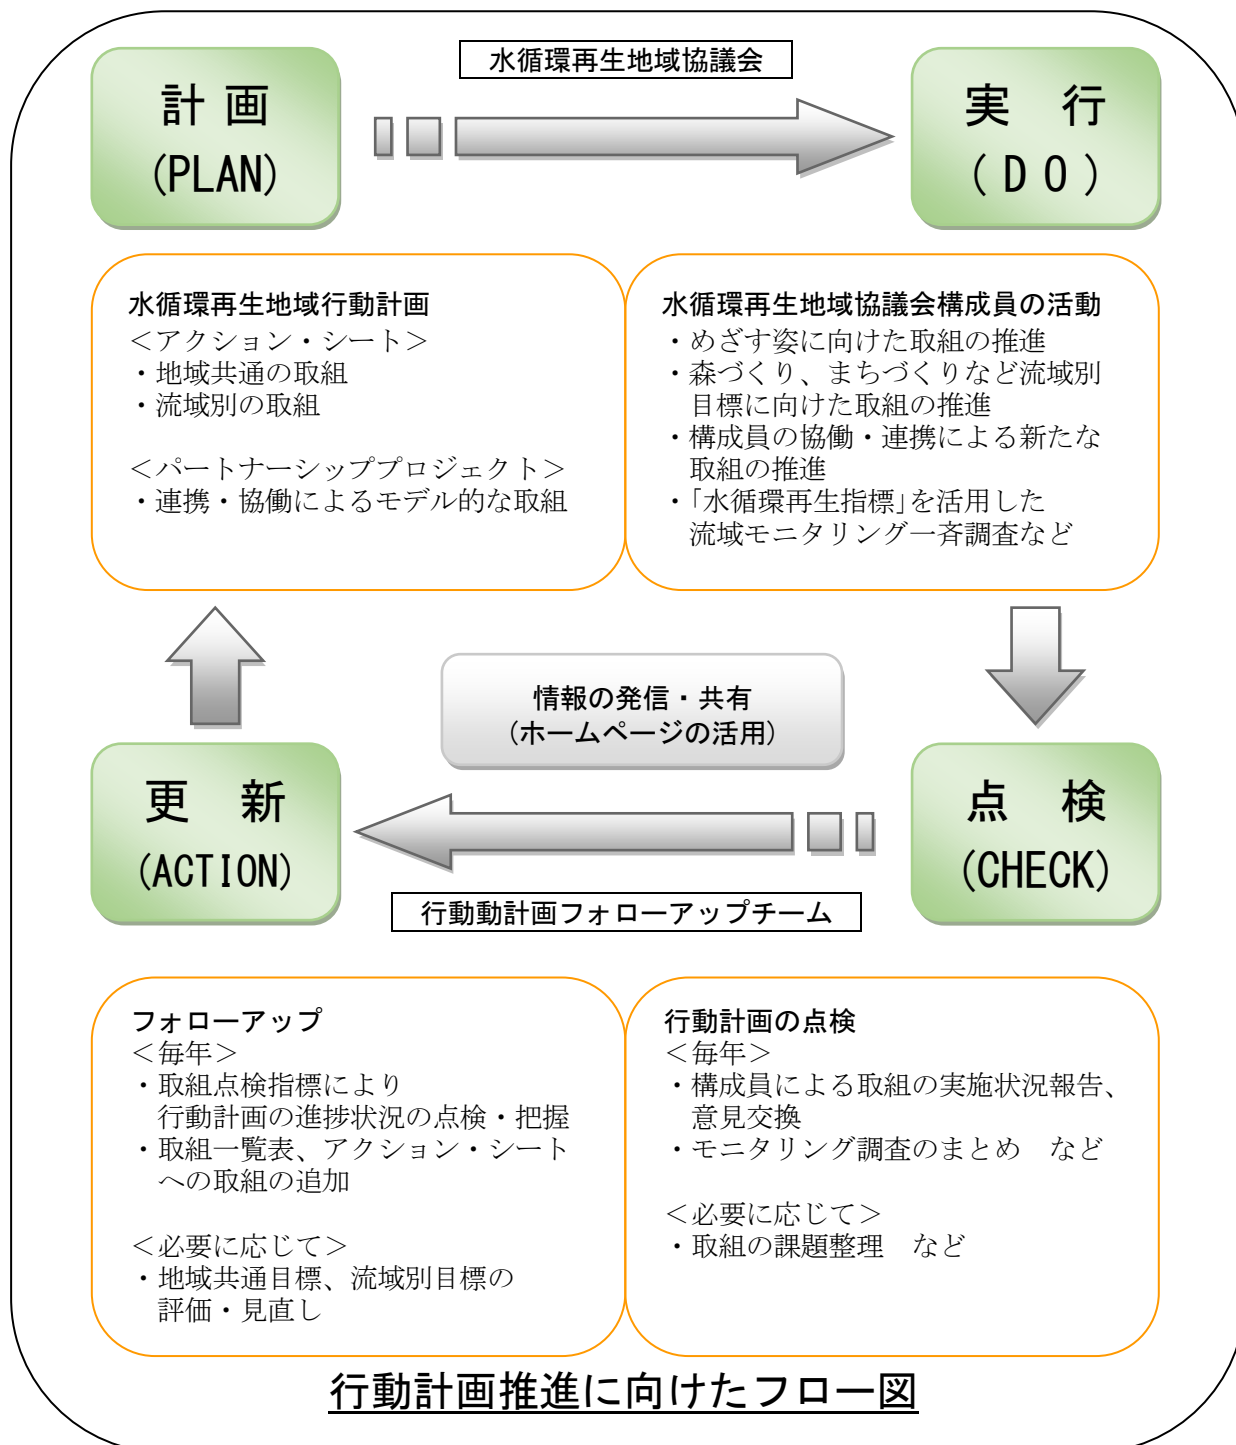 水循環再生地域協議会
計画
(PLAN)
実　行
(ＤＯ)
水循環再生地域行動計画
＜アクション・シート＞
・地域共通の取組
・流域別の取組
＜パートナーシッププロジェクト＞
・連携・協働によるモデル的な取組
水循環再生地域協議会構成員の活動
・めざす姿に向けた取組の推進
・森づくり、まちづくりなど流域別
目標に向けた取組の推進
・構成員の協働・連携による新たな
取組の推進
・「水循環再生指標」を活用した
流域モニタリング一斉調査など
情報の発信・共有
(ホームページの活用)
更　新
(ACTION)
点　検
(CHECK)
行動動計画フォローアップチーム
フォローアップ
＜毎年＞
・取組点検指標により
行動計画の進捗状況の点検・把握
・取組一覧表、アクション・シート
への取組の追加
＜必要に応じて＞
・地域共通目標、流域別目標の
評価・見直し
行動計画の点検
＜毎年＞
・構成員による取組の実施状況報告、
意見交換
・モニタリング調査のまとめ　など
＜必要に応じて＞
・取組の課題整理　など
行動計画推進に向けたフロー図